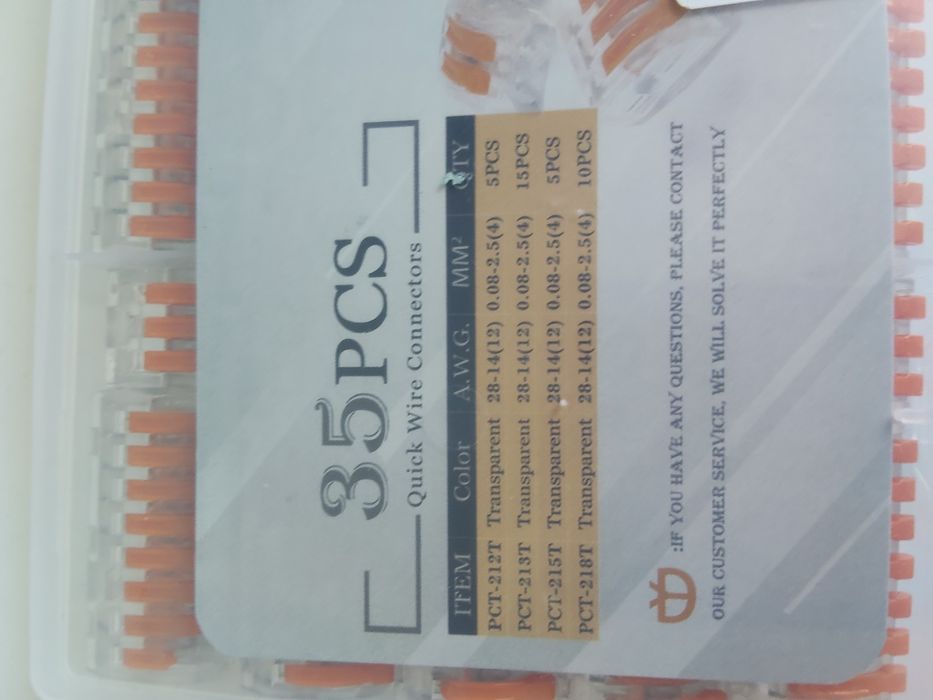 35PCS
Quick Wire Connectors
ITEM Color A.W.G. MM² QTY
PCT-212T Transparent 28-14(12) 0.08-2.5(4) 5PCS
PCT-213T Transparent 28-14(12) 0.08-2.5(4) 15PCS
PCT-215T Transparent 28-14(12) 0.08-2.5(4) 5PCS
PCT-218T Transparent 28-14(12) 0.08-2.5(4) 10PCS
:IF YOU HAVE ANY QUESTIONS, PLEASE CONTACT
OUR CUSTOMER SERVICE, WE WILL SOLVE IT PERFECTLY